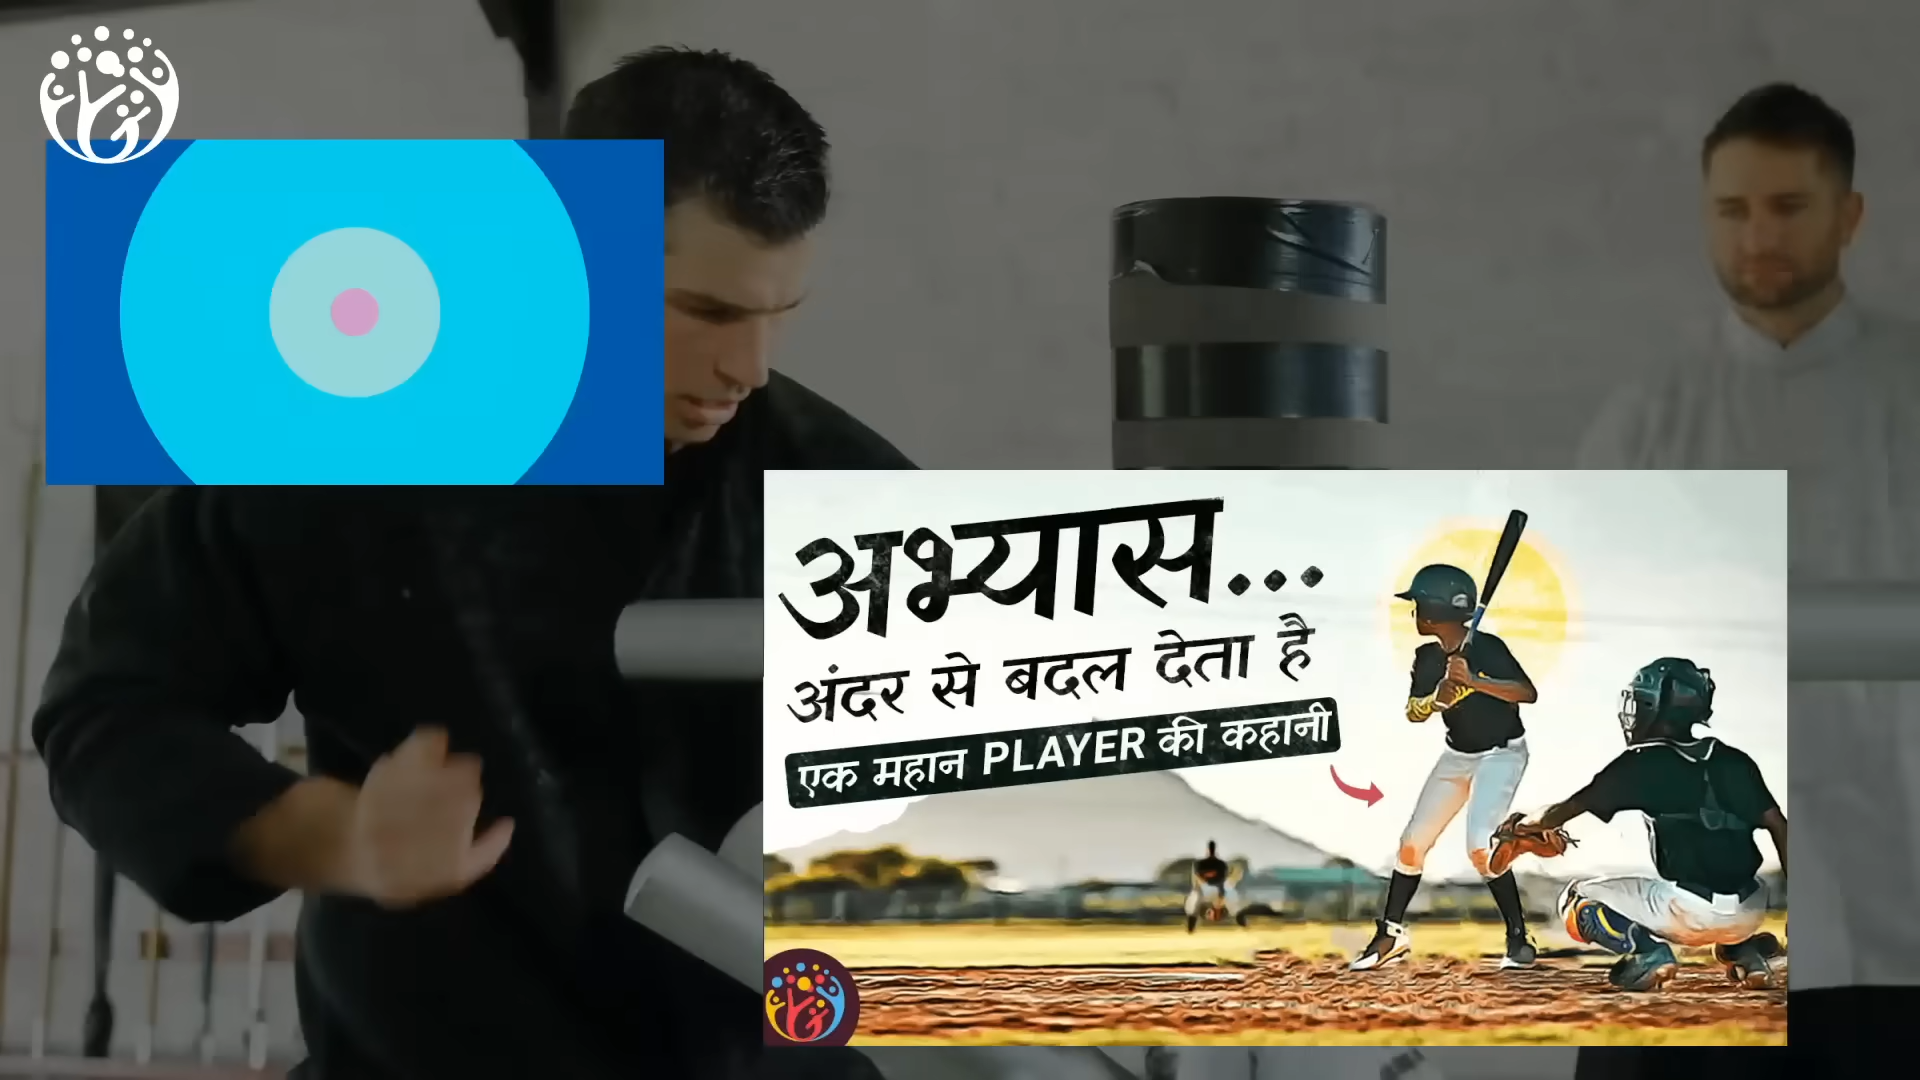 अभ्यास...
अंदर से बदल देता है
एक महान PLAYER की कहानी